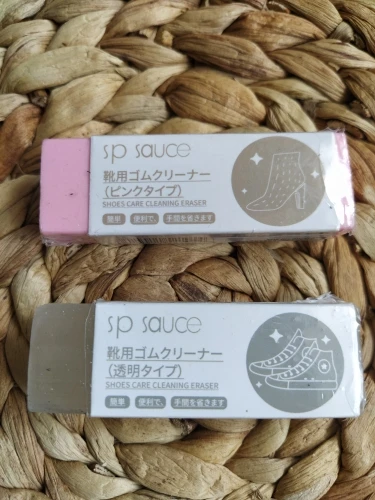 sp sauce
靴用ゴムクリーナー
（ピンクタイプ）
SHOES CARE CLEANING ERASER
簡単 便利で、 手間を省きます
sp sauce
靴用ゴムクリーナー
（透明タイプ）
SHOES CARE CLEANING ERASER
簡単 便利で、 手間を省きます